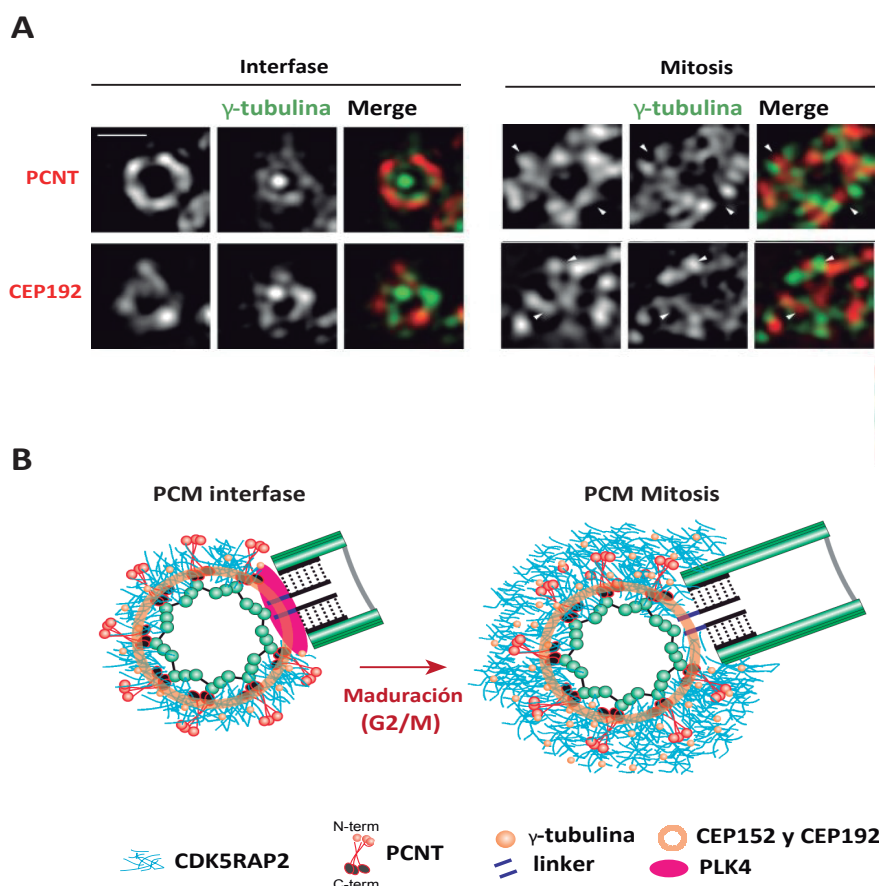 A
Interfase
Mitosis
γ-tubulina Merge
γ-tubulina Merge
PCNT
CEP192
B
PCM interfase
PCM Mitosis
Maduración
(G2/M)
CDK5RAP2
N-term
PCNT
C-term
γ-tubulina
linker
CEP152 y CEP192
PLK4